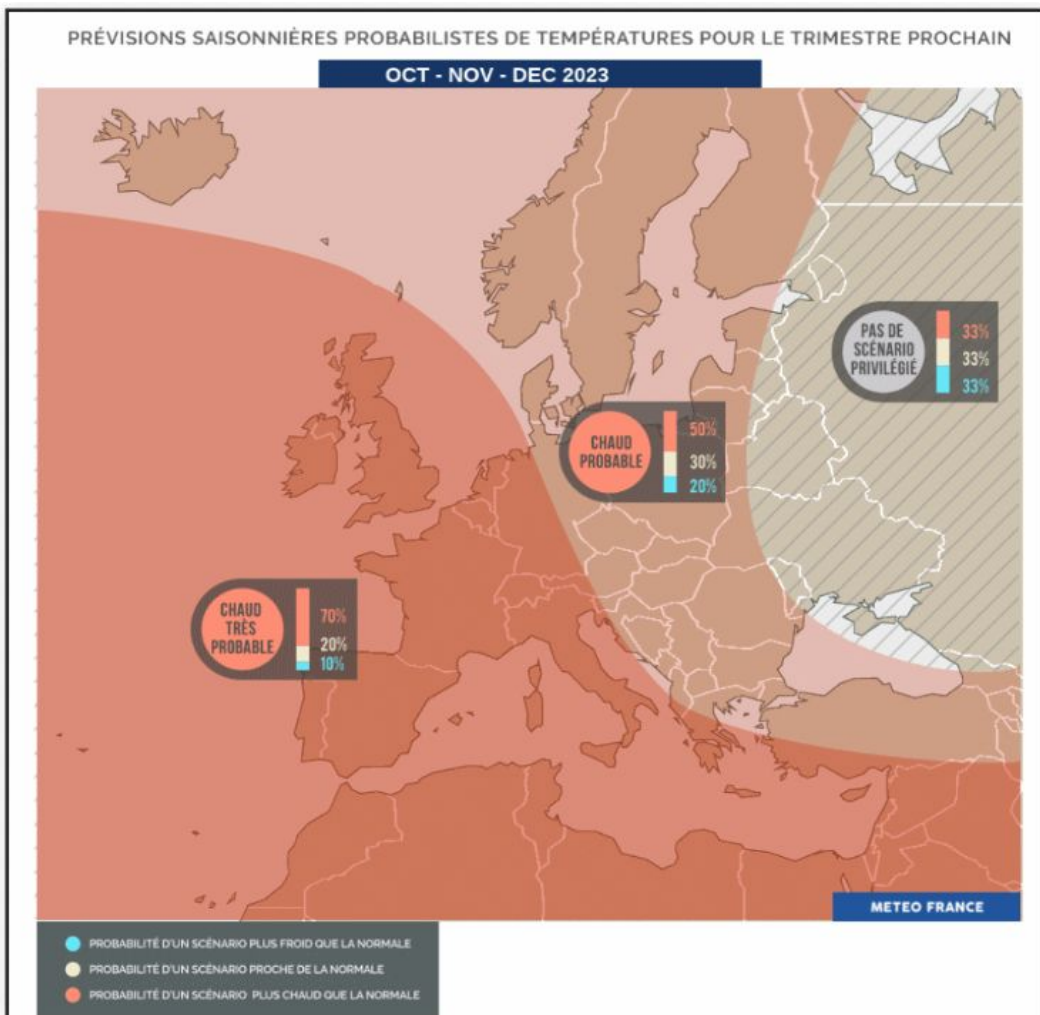 PRÉVISIONS SAISONNIÈRES PROBABILISTES DE TEMPÉRATURES POUR LE TRIMESTRE PROCHAIN
OCT - NOV - DEC 2023
PAS DE
SCÉNARIO
PRIVILÉGIÉ
33%
33%
33%
CHAUD
PROBABLE
50%
30%
20%
CHAUD
TRÈS
PROBABLE
70%
20%
10%
METEO FRANCE
PROBABILITÉ D'UN SCÉNARIO PLUS FROID QUE LA NORMALE
PROBABILITÉ D'UN SCÉNARIO PROCHE DE LA NORMALE
PROBABILITÉ D'UN SCÉNARIO PLUS CHAUD QUE LA NORMALE